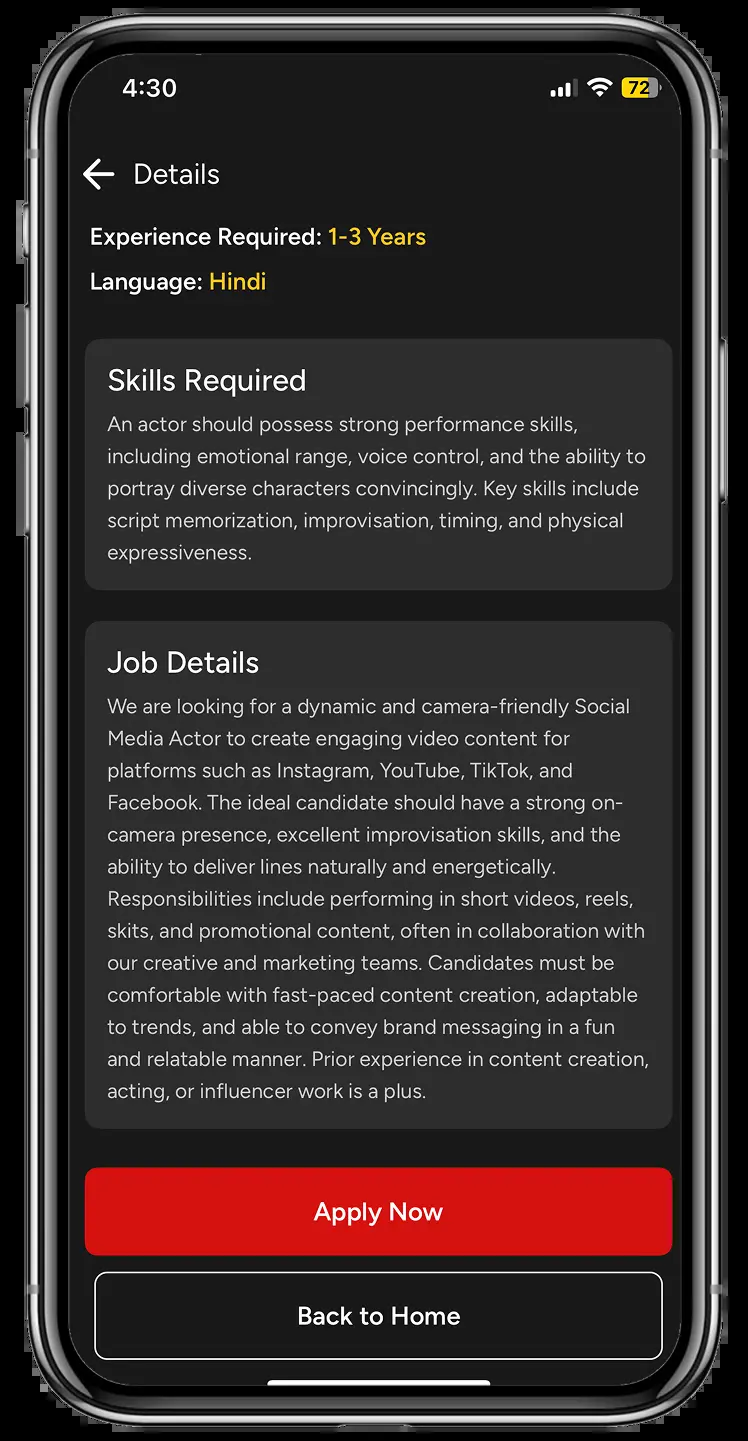 4:30
72
Details
Experience Required: 1-3 Years
Language: Hindi
Skills Required
An actor should possess strong performance skills,
including emotional range, voice control, and the ability to
portray diverse characters convincingly. Key skills include
script memorization, improvisation, timing, and physical
expressiveness.
Job Details
We are looking for a dynamic and camera-friendly Social
Media Actor to create engaging video content for
platforms such as Instagram, YouTube, TikTok, and
Facebook. The ideal candidate should have a strong on-
camera presence, excellent improvisation skills, and the
ability to deliver lines naturally and energetically.
Responsibilities include performing in short videos, reels,
skits, and promotional content, often in collaboration with
our creative and marketing teams. Candidates must be
comfortable with fast-paced content creation, adaptable
to trends, and able to convey brand messaging in a fun
and relatable manner. Prior experience in content creation,
acting, or influencer work is a plus.
Apply Now
Back to Home